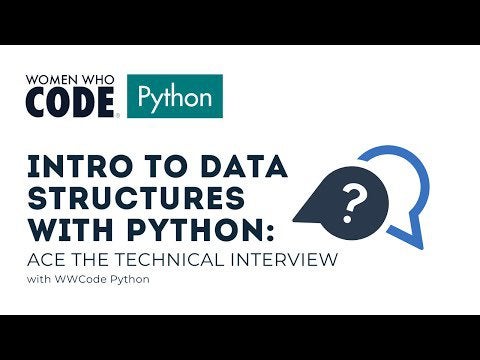 WOMEN WHO
CODE® Python
INTRO TO DATA
STRUCTURES
WITH PYTHON:
ACE THE TECHNICAL INTERVIEW
with WWCode Python
?